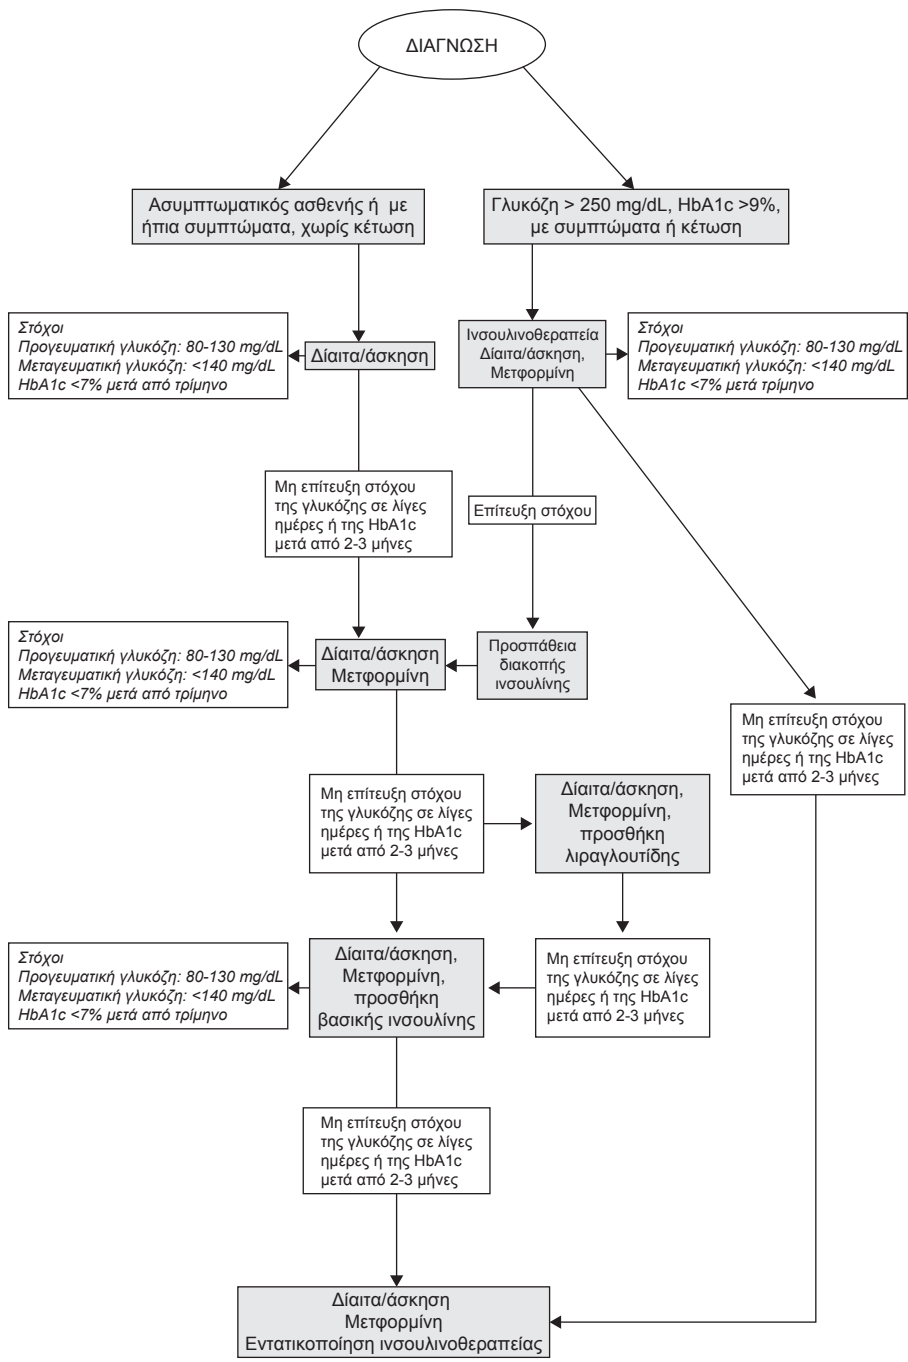 ΔΙΑΓΝΩΣΗ
Ασυμπτωματικός ασθενής ή με
ήπια συμπτώματα, χωρίς κέτωση
Γλυκόζη > 250 mg/dL, HbA1c >9%,
με συμπτώματα ή κέτωση
Στόχοι
Προγευματική γλυκόζη: 80-130 mg/dL
Μεταγευματική γλυκόζη: <140 mg/dL
HbA1c <7% μετά από τρίμηνο
Δίαιτα/άσκηση
Ινσουλινοθεραπεία
Δίαιτα/άσκηση,
Μετφορμίνη
Στόχοι
Προγευματική γλυκόζη: 80-130 mg/dL
Μεταγευματική γλυκόζη: <140 mg/dL
HbA1c <7% μετά τρίμηνο
Μη επίτευξη στόχου
της γλυκόζης σε λίγες
ημέρες ή της HbA1c
μετά από 2-3 μήνες
Επίτευξη στόχου
Στόχοι
Προγευματική γλυκόζη: 80-130 mg/dL
Μεταγευματική γλυκόζη: <140 mg/dL
HbA1c <7% μετά από τρίμηνο
Δίαιτα/άσκηση
Μετφορμίνη
Προσπάθεια
διακοπής
ινσουλίνης
Μη επίτευξη στόχου
της γλυκόζης σε λίγες
ημέρες ή της HbA1c
μετά από 2-3 μήνες
Μη επίτευξη στόχου
της γλυκόζης σε λίγες
ημέρες ή της HbA1c
μετά από 2-3 μήνες
Δίαιτα/άσκηση,
Μετφορμίνη,
προσθήκη
λιραγλουτίδης
Στόχοι
Προγευματική γλυκόζη: 80-130 mg/dL
Μεταγευματική γλυκόζη: <140 mg/dL
HbA1c <7% μετά από τρίμηνο
Δίαιτα/άσκηση,
Μετφορμίνη,
προσθήκη
βασικής ινσουλίνης
Μη επίτευξη στόχου
της γλυκόζης σε λίγες
ημέρες ή της HbA1c
μετά από 2-3 μήνες
Μη επίτευξη στόχου
της γλυκόζης σε λίγες
ημέρες ή της HbA1c
μετά από 2-3 μήνες
Δίαιτα/άσκηση
Μετφορμίνη
Εντατικοποίηση ινσουλινοθεραπείας